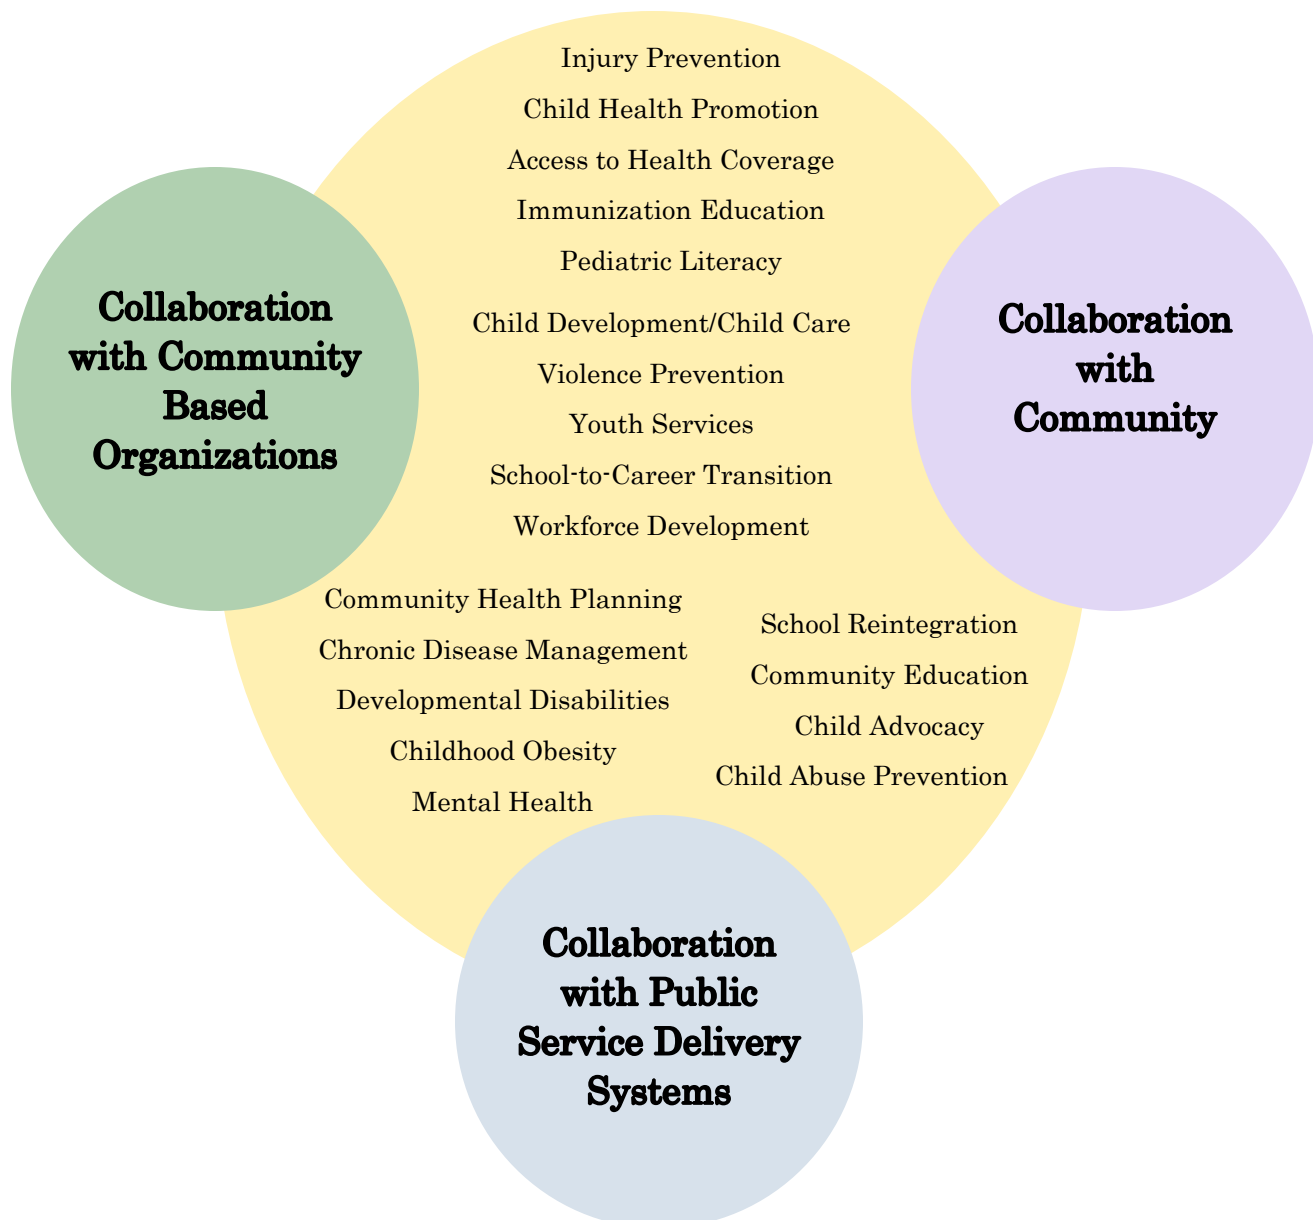 Injury Prevention
Child Health Promotion
Access to Health Coverage
Immunization Education
Pediatric Literacy
Child Development/Child Care
Violence Prevention
Youth Services
School-to-Career Transition
Workforce Development
Collaboration
with Community
Based
Organizations
Collaboration
with
Community
Community Health Planning
Chronic Disease Management
Developmental Disabilities
Childhood Obesity
Mental Health
School Reintegration
Community Education
Child Advocacy
Child Abuse Prevention
Collaboration
with Public
Service Delivery
Systems